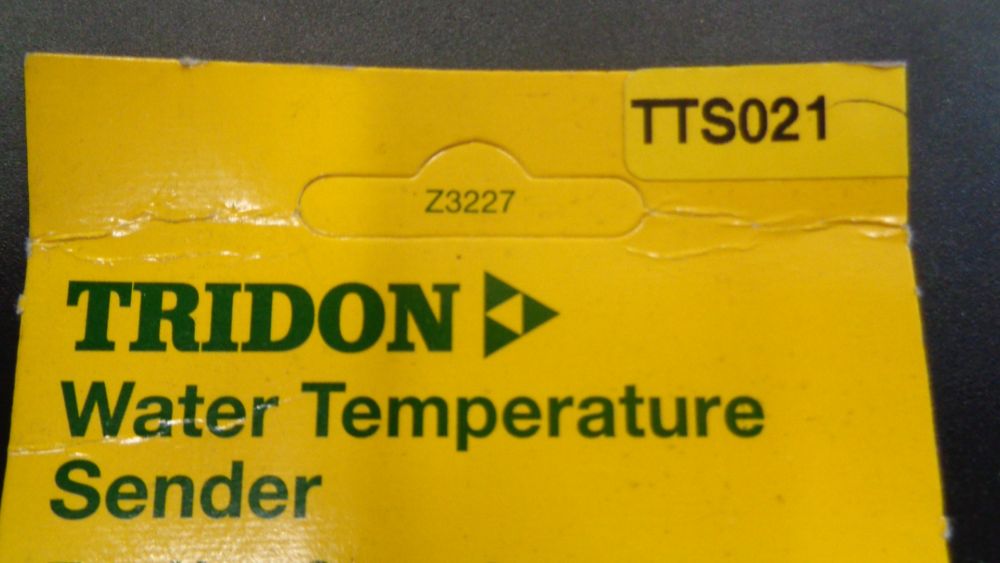 TTS021
Z3227
TRIDON
Water Temperature
Sender